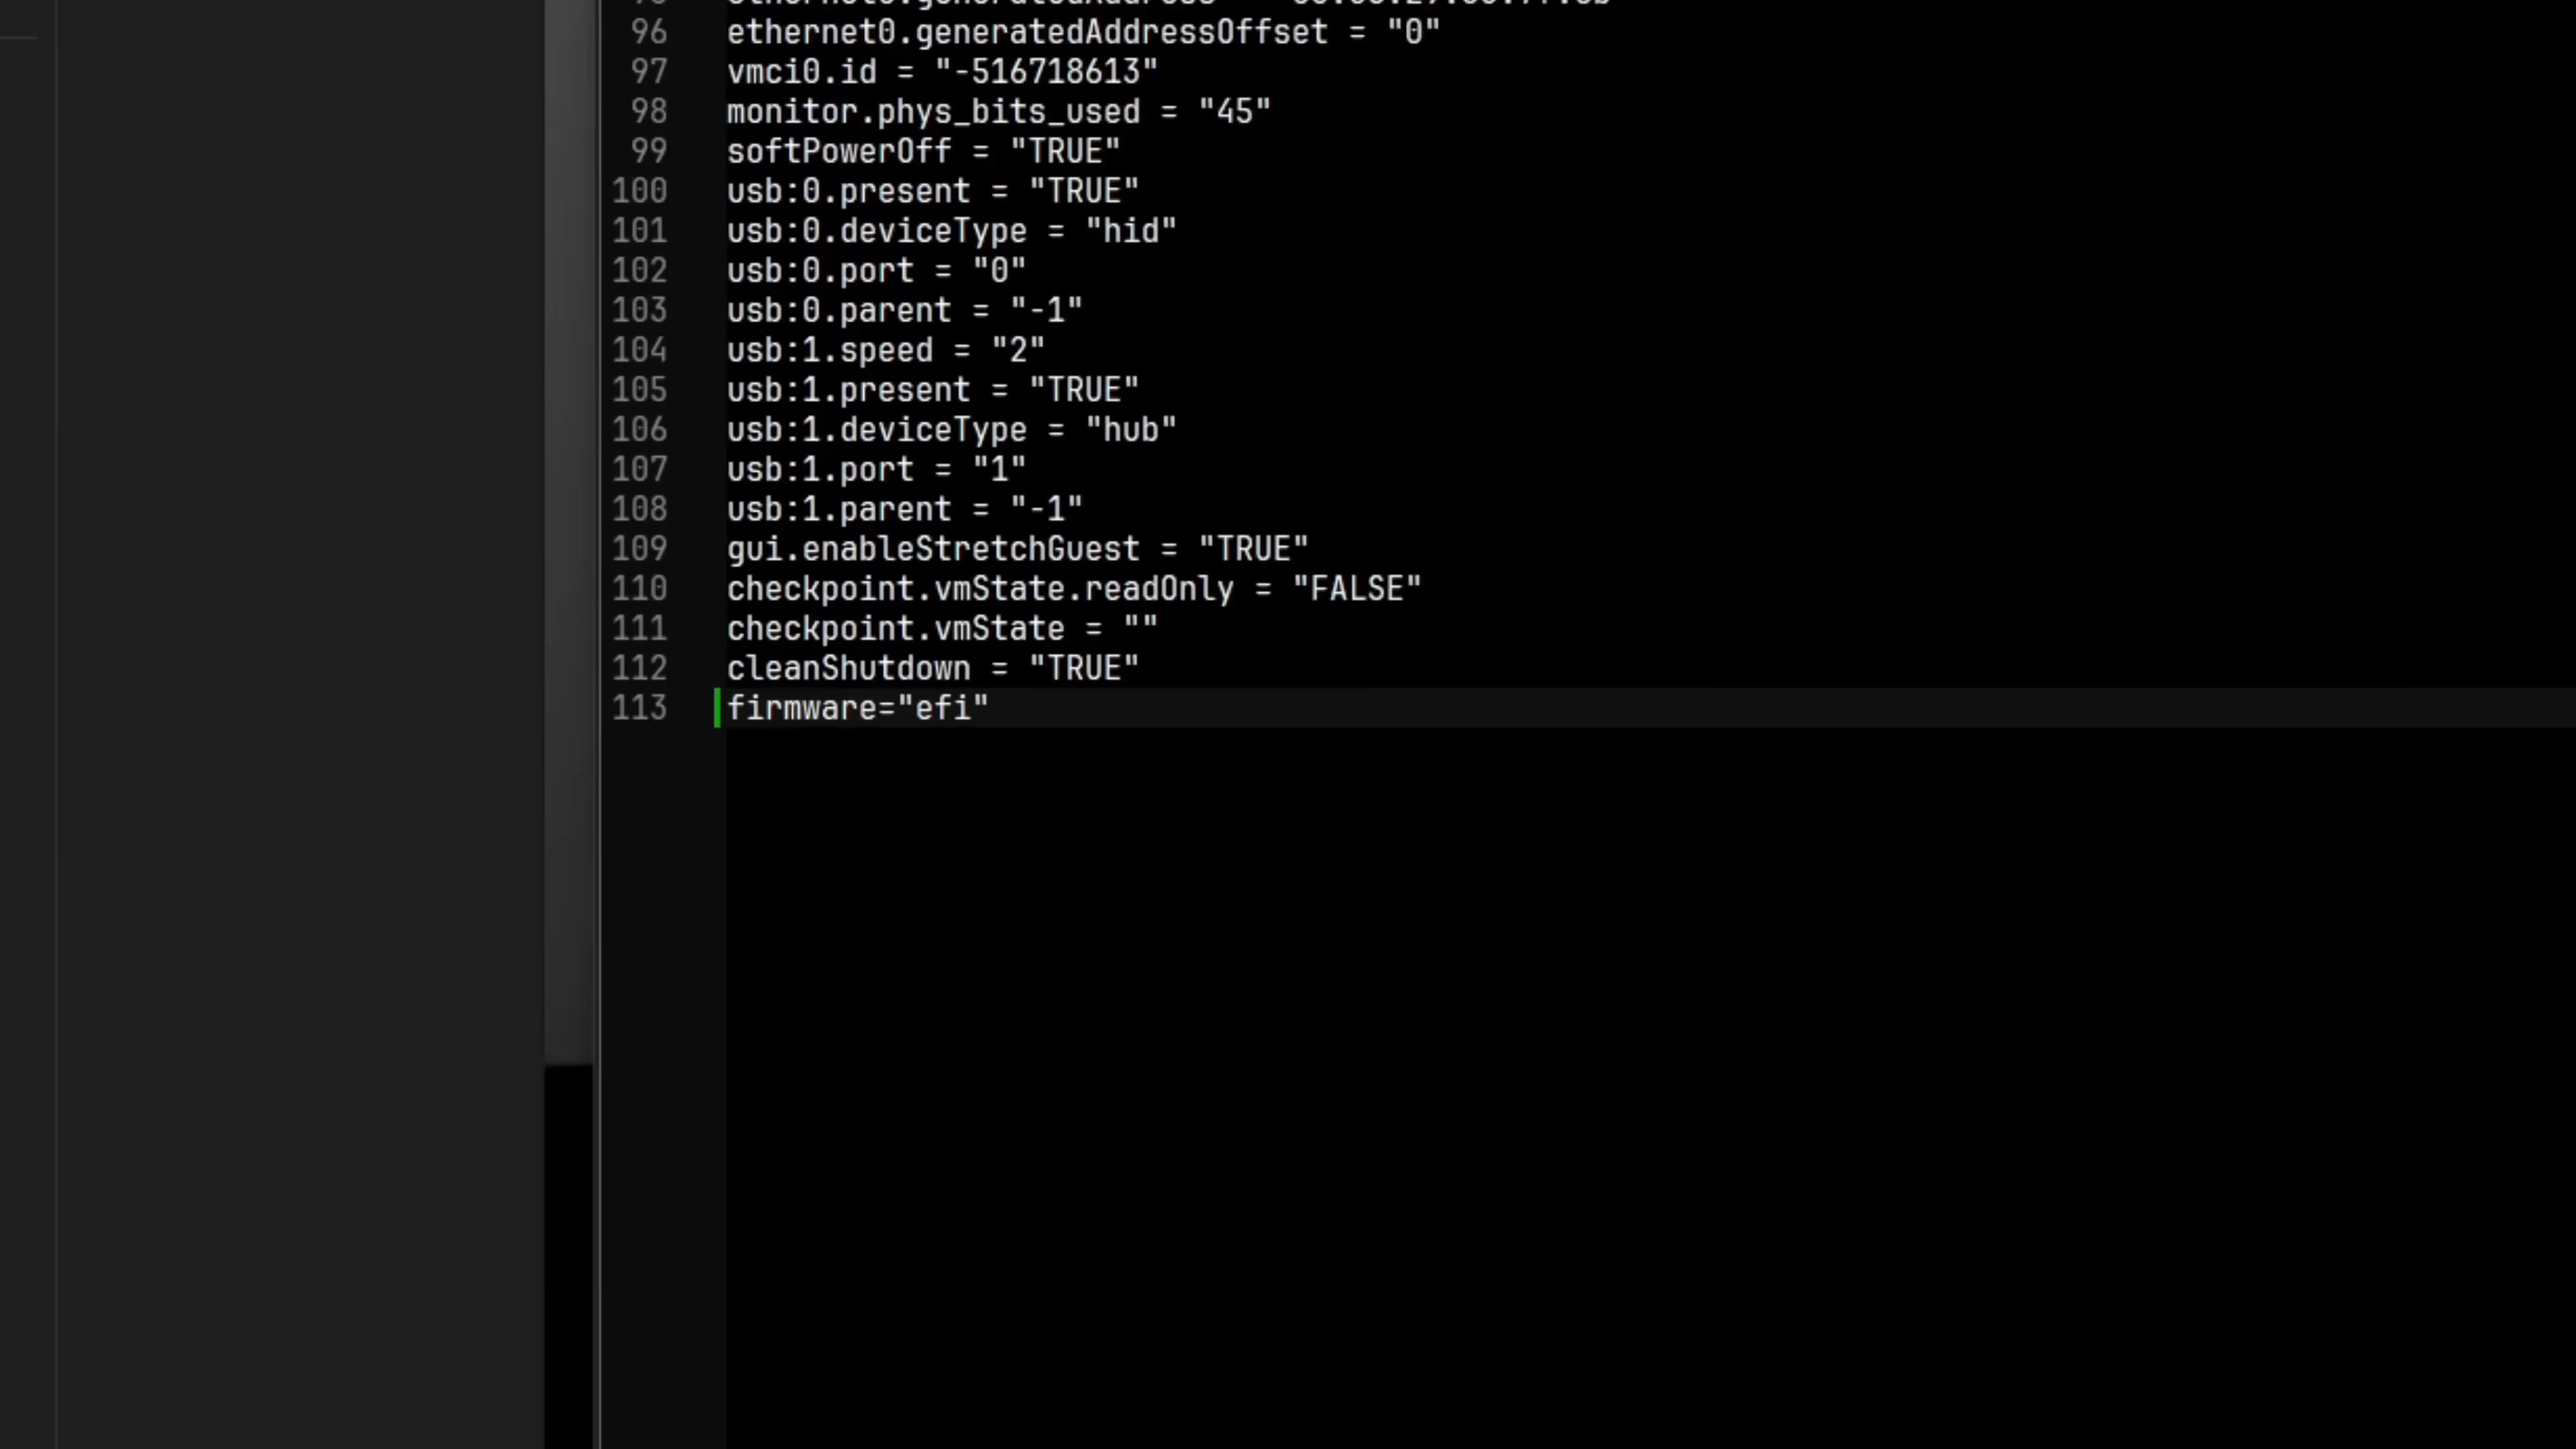 96 ethernet0.generatedAddressOffset = "0"
97 vmci0.id = "-516718613"
98 monitor.phys_bits_used = "45"
99 softPowerOff = "TRUE"
100 usb:0.present = "TRUE"
101 usb:0.deviceType = "hid"
102 usb:0.port = "0"
103 usb:0.parent = "-1"
104 usb:1.speed = "2"
105 usb:1.present = "TRUE"
106 usb:1.deviceType = "hub"
107 usb:1.port = "1"
108 usb:1.parent = "-1"
109 gui.enableStretchGuest = "TRUE"
110 checkpoint.vmState.readOnly = "FALSE"
111 checkpoint.vmState = ""
112 cleanShutdown = "TRUE"
113 firmware="efi"